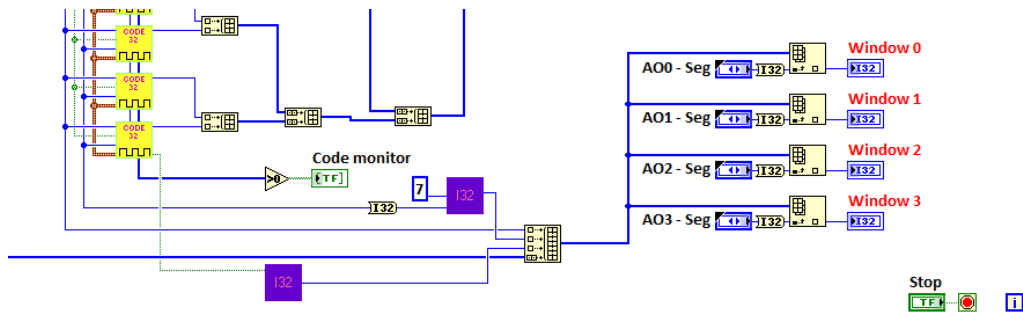 CODE
32
CODE
32
CODE
32
Code monitor
>0
TF
7
I32
I32
I32
Window 0
AO0 - Seg
I32
I32
Window 1
AO1 - Seg
I32
I32
Window 2
AO2 - Seg
I32
I32
Window 3
AO3 - Seg
I32
I32
Stop
TF
i